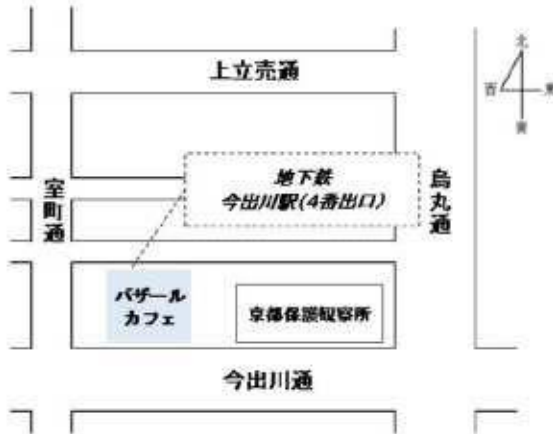 上立売通
北
西
東
南
地下鉄
今出川駅(4番出口)
室町通
烏丸通
バザール
カフェ
京都保護観察所
今出川通